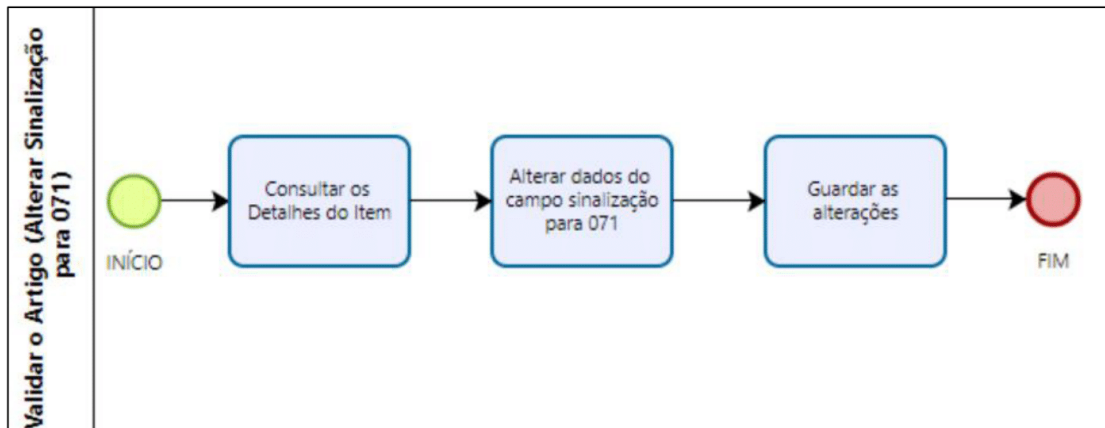 Validar o Artigo (Alterar Sinalização
para 071)
INÍCIO
Consultar os
Detalhes do Item
Alterar dados do
campo sinalização
para 071
Guardar as
alterações
FIM